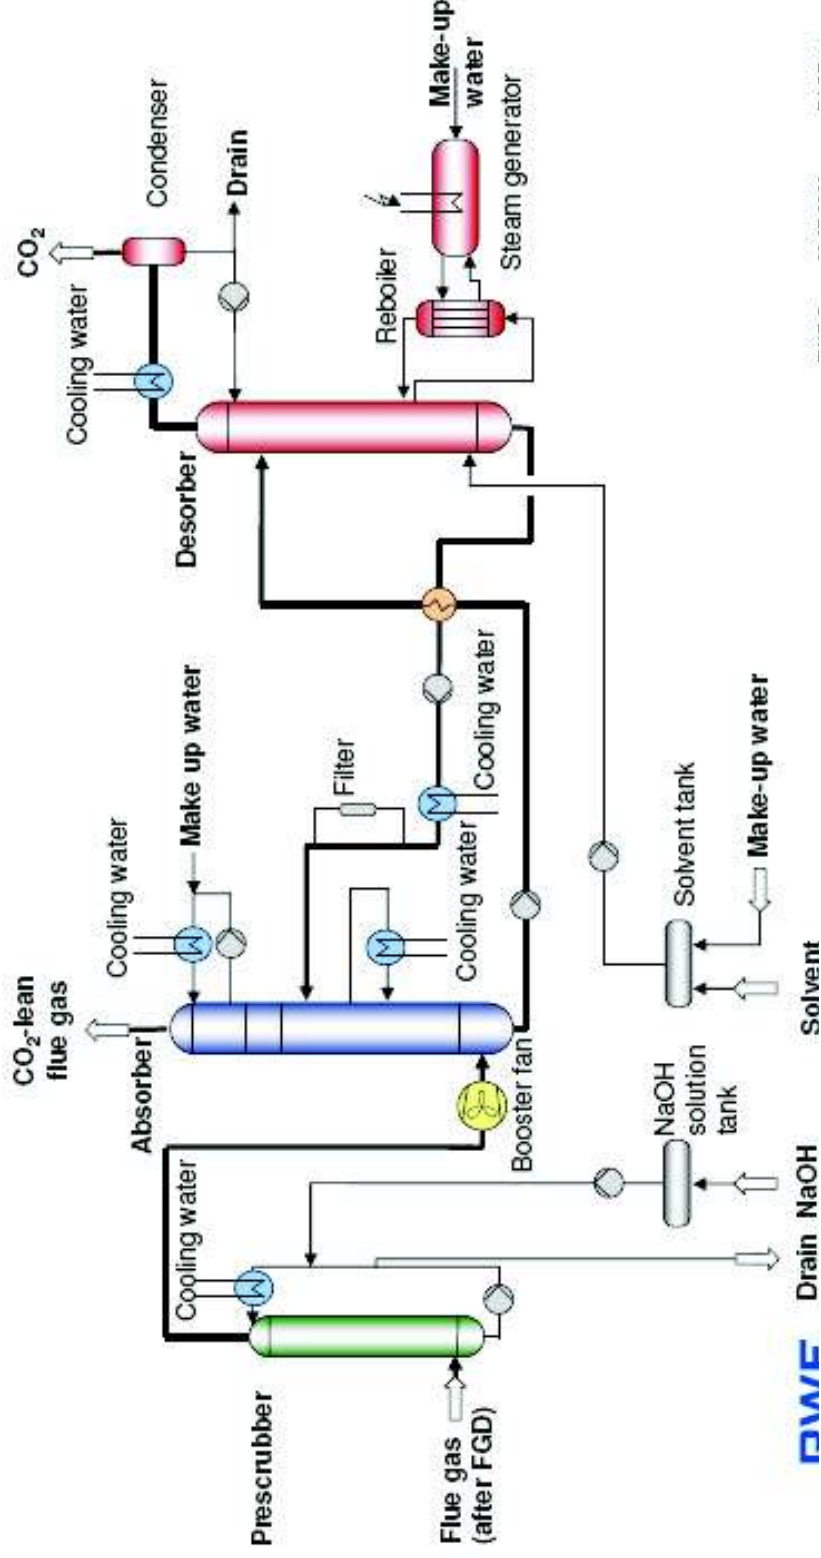 Prescrubber
Flue gas
(after FGD)
Cooling water
Drain
NaOH
NaOH
solution
tank
Booster fan
Absorber
CO₂-lean
flue gas
Cooling water
Make up water
Cooling water
Filter
Cooling water
Solvent
Solvent tank
Make-up water
Desorber
Cooling water
CO₂
Condenser
Drain
Reboiler
Steam generator
Make-up
water